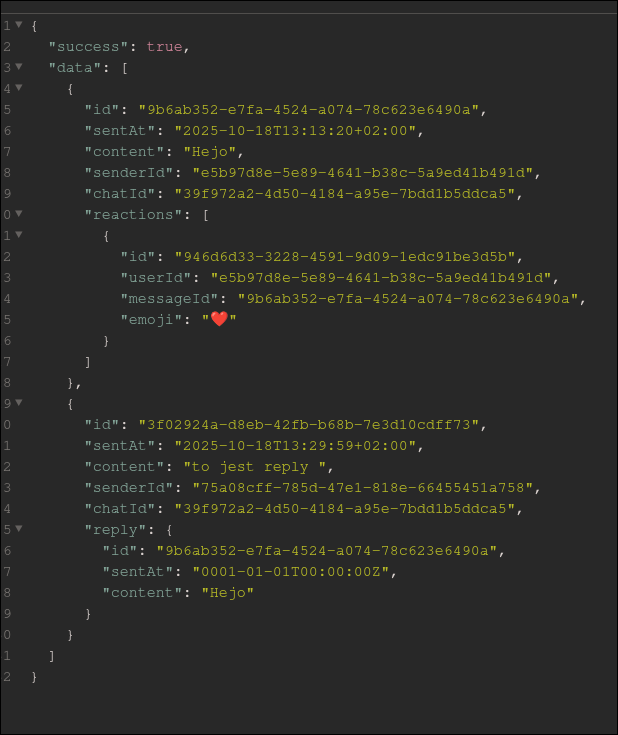 1 {
2 "success": true,
3 "data": [
4 {
5 "id": "9b6ab352-e7fa-4524-a074-78c623e6490a",
6 "sentAt": "2025-10-18T13:13:20+02:00",
7 "content": "Hejo",
8 "senderId": "e5b97d8e-5e89-4641-b38c-5a9ed41b491d",
9 "chatId": "39f972a2-4d50-4184-a95e-7bdd1b5ddca5",
0 "reactions": [
1 {
2 "id": "946d6d33-3228-4591-9d09-1edc91be3d5b",
3 "userId": "e5b97d8e-5e89-4641-b38c-5a9ed41b491d",
4 "messageId": "9b6ab352-e7fa-4524-a074-78c623e6490a",
5 "emoji": "❤️"
6 }
7 ]
8 },
9 {
0 "id": "3f02924a-d8eb-42fb-b68b-7e3d10cdff73",
1 "sentAt": "2025-10-18T13:29:59+02:00",
2 "content": "to jest reply ",
3 "senderId": "75a08cff-785d-47e1-818e-66455451a758",
4 "chatId": "39f972a2-4d50-4184-a95e-7bdd1b5ddca5",
5 "reply": {
6 "id": "9b6ab352-e7fa-4524-a074-78c623e6490a",
7 "sentAt": "0001-01-01T00:00:00Z",
8 "content": "Hejo"
9 }
0 }
1 ]
2 }